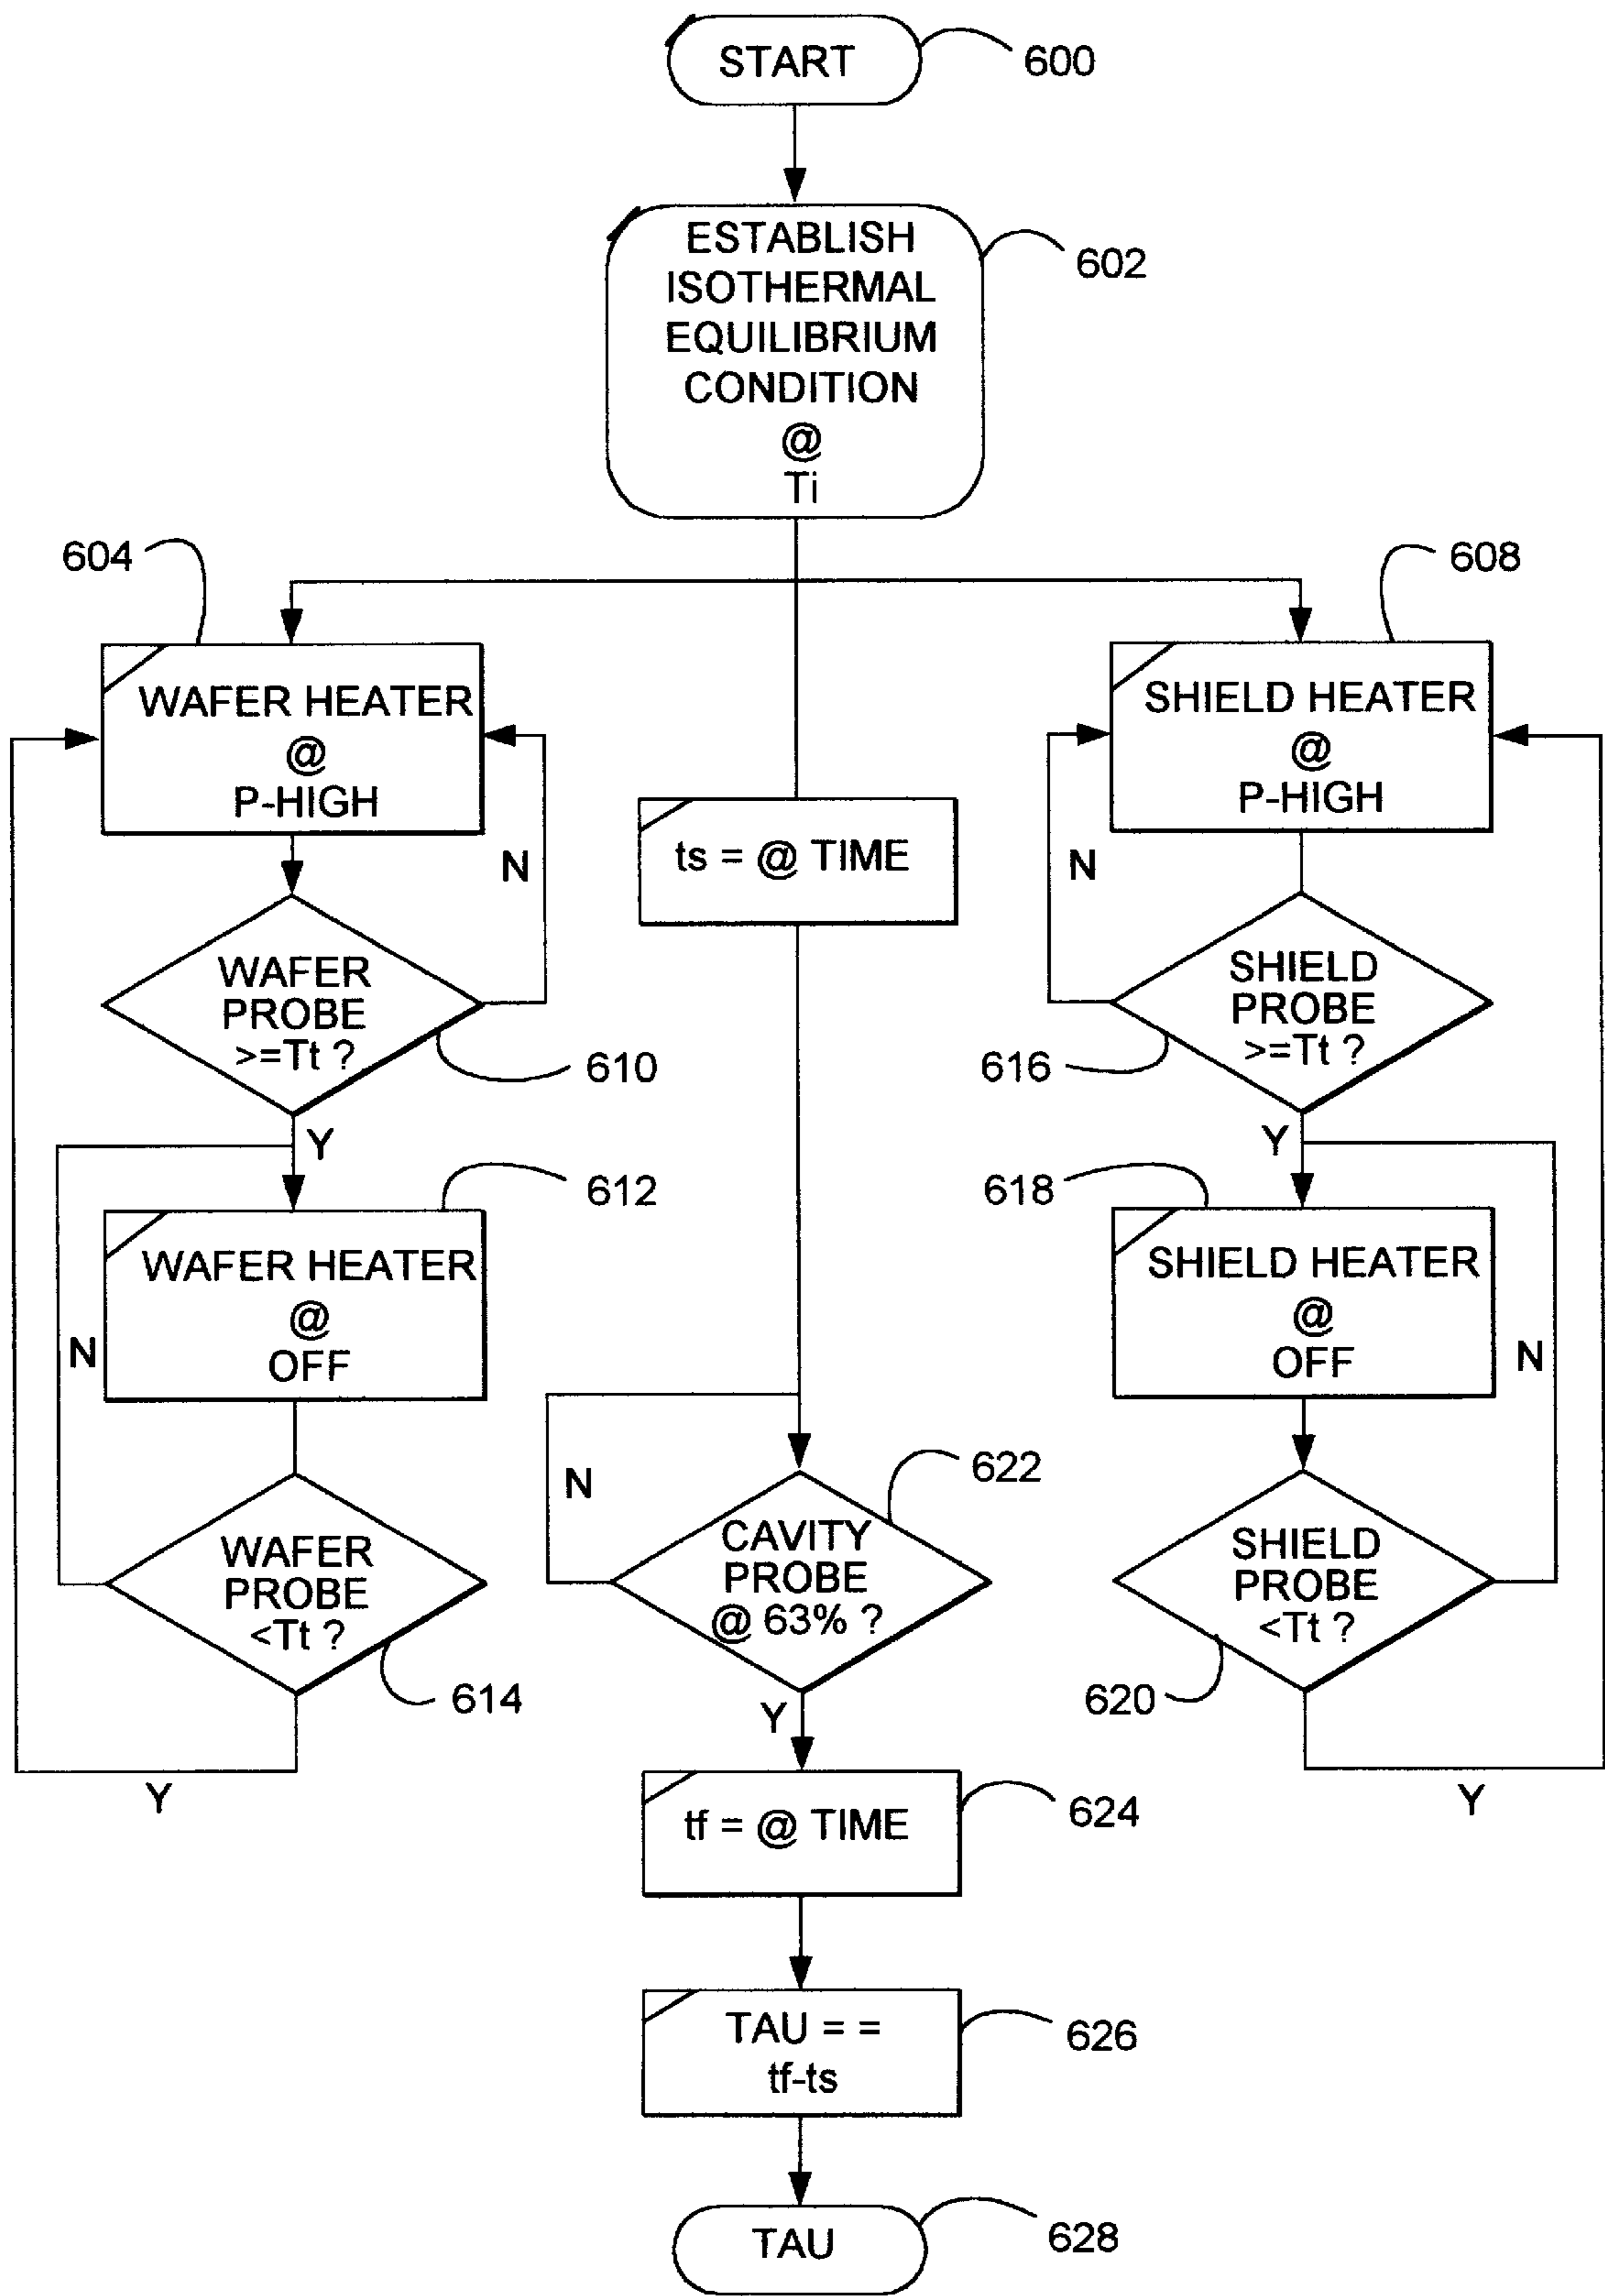 START
600
ESTABLISH
ISOTHERMAL
EQUILIBRIUM
CONDITION
@
Ti
602
604
608
WAFER HEATER
@
P-HIGH
N
ts = @ TIME
SHIELD HEATER
@
P-HIGH
N
WAFER
PROBE
>=Tt ?
610
Y
SHIELD
PROBE
>=Tt ?
616
Y
612
WAFER HEATER
@
OFF
N
618
SHIELD HEATER
@
OFF
N
WAFER
PROBE
<Tt ?
614
Y
N
622
CAVITY
PROBE
@ 63% ?
Y
SHIELD
PROBE
<Tt ?
620
Y
tf = @ TIME
624
TAU = =
tf-ts
626
TAU
628